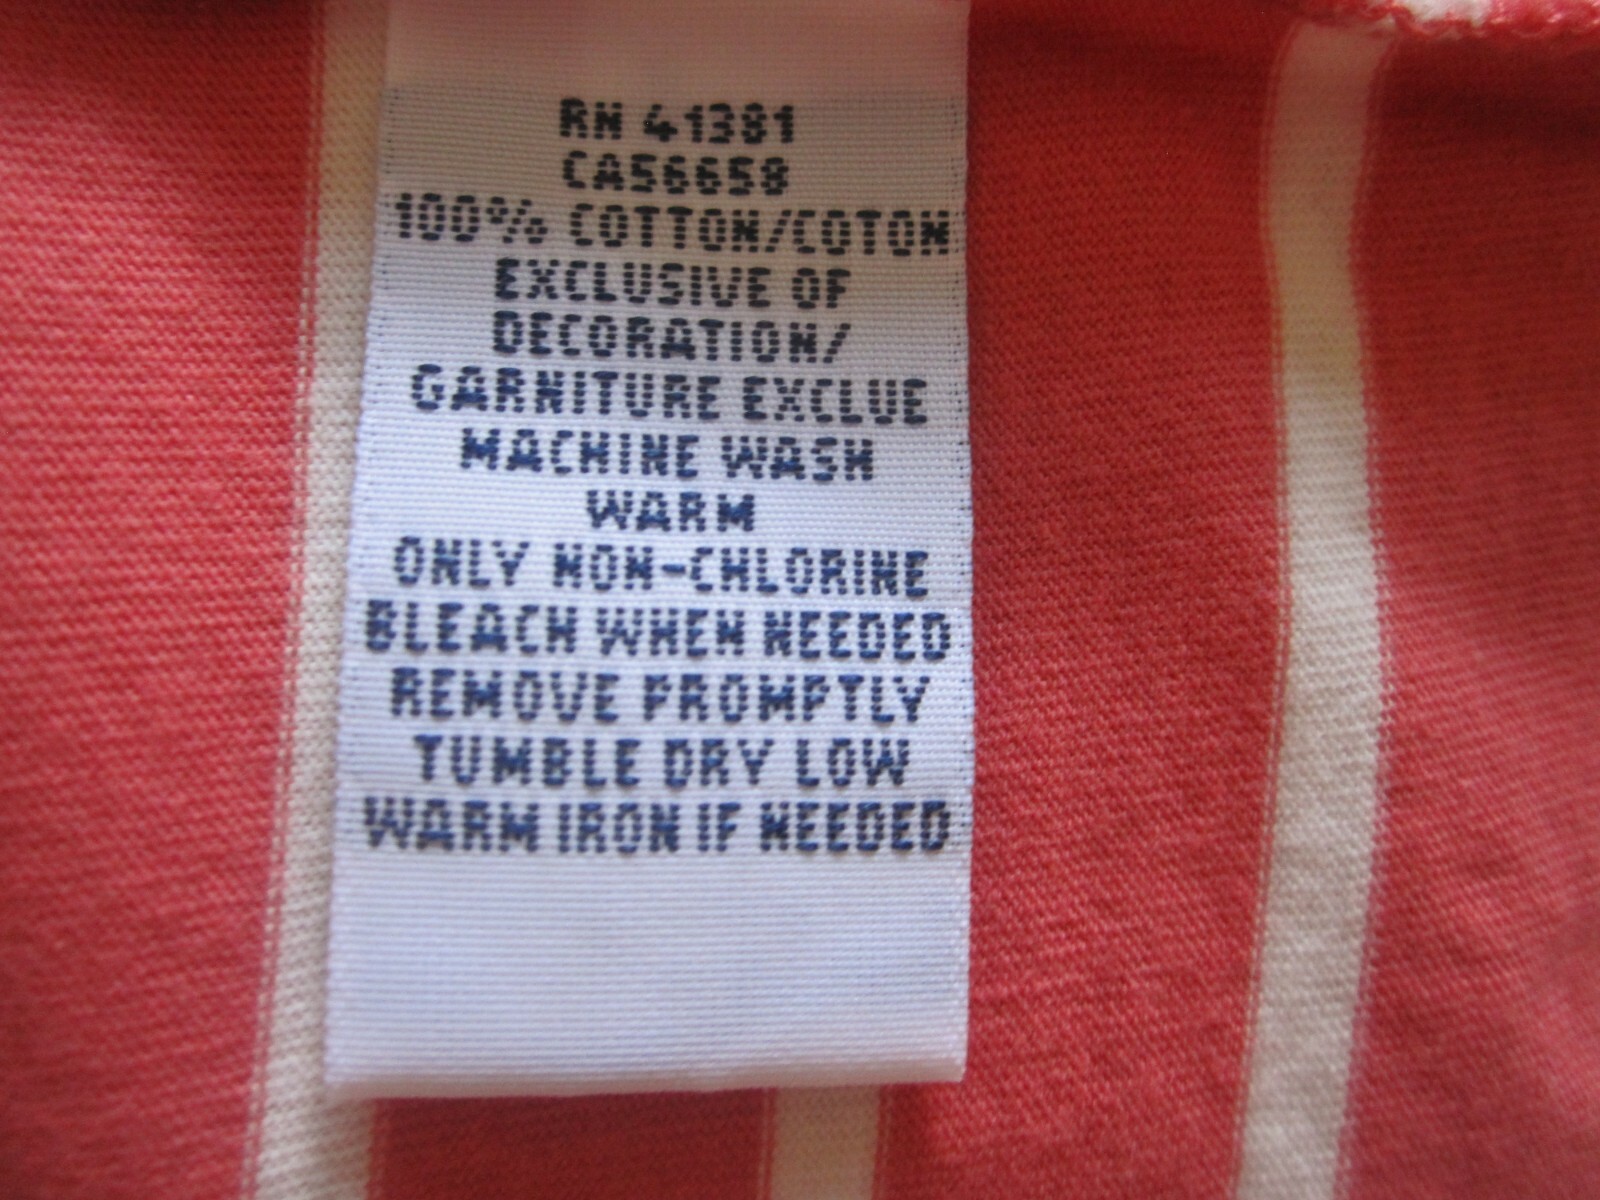 RN 41381
CA56658
100% COTTON/COTON
EXCLUSIVE OF
DECORATION/
GARNITURE EXCLUE
MACHINE WASH
WARM
ONLY NON-CHLORINE
BLEACH WHEN NEEDED
REMOVE PROMPTLY
TUMBLE DRY LOW
WARM IRON IF NEEDED